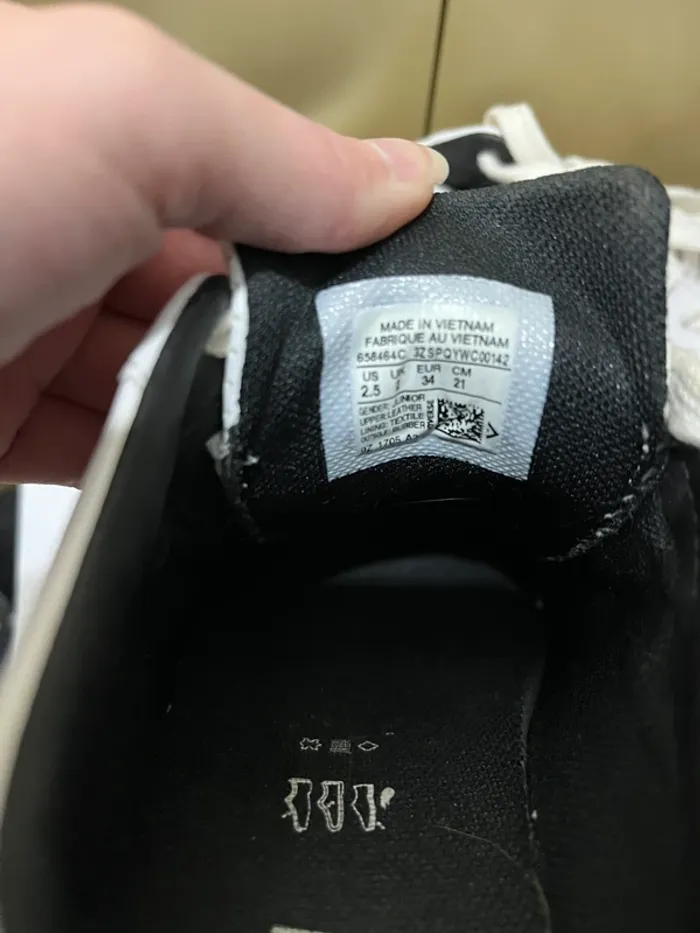 MADE IN VIETNAM
FABRIQUE AU VIETNAM
658464C 3ZSPQYWC00142
US UK EUR CM
2.5 34 21
GENDER: JUNIOR
UPPER: LEATHER
LINING: TEXTILE
OUTSOLE: RUBBER